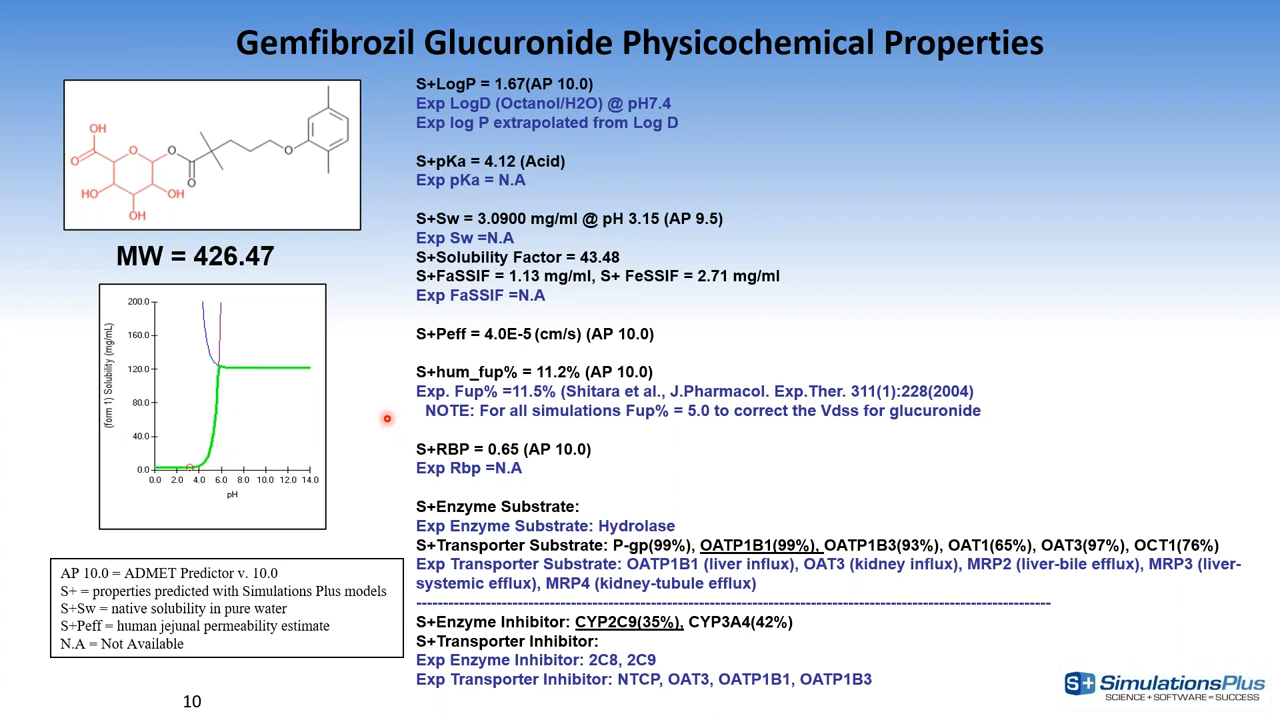 Gemfibrozil Glucuronide Physicochemical Properties
OH
O
O
O
O
O
HO
OH
OH
MW = 426.47
200.0
160.0
120.0
80.0
40.0
0.0
(form 1) Solubility (mg/mL)
0.0 2.0 4.0 6.0 8.0 10.0 12.0 14.0
pH
AP 10.0 = ADMET Predictor v. 10.0
S+ = properties predicted with Simulations Plus models
S+Sw = native solubility in pure water
S+Peff = human jejunal permeability estimate
N.A = Not Available
S+LogP = 1.67(AP 10.0)
Exp LogD (Octanol/H2O) @ pH7.4
Exp log P extrapolated from Log D
S+pKa = 4.12 (Acid)
Exp pKa = N.A
S+Sw = 3.0900 mg/ml @ pH 3.15 (AP 9.5)
Exp Sw =N.A
S+Solubility Factor = 43.48
S+FaSSIF = 1.13 mg/ml, S+ FeSSIF = 2.71 mg/ml
Exp FaSSIF =N.A
S+Peff = 4.0E-5 (cm/s) (AP 10.0)
S+hum_fup% = 11.2% (AP 10.0)
Exp. Fup% =11.5% (Shitara et al., J.Pharmacol. Exp.Ther. 311(1):228(2004)
NOTE: For all simulations Fup% = 5.0 to correct the Vdss for glucuronide
S+RBP = 0.65 (AP 10.0)
Exp Rbp =N.A
S+Enzyme Substrate:
Exp Enzyme Substrate: Hydrolase
S+Transporter Substrate: P-gp(99%), OATP1B1(99%), OATP1B3(93%), OAT1(65%), OAT3(97%), OCT1(76%)
Exp Transporter Substrate: OATP1B1 (liver influx), OAT3 (kidney influx), MRP2 (liver-bile efflux), MRP3 (liver-
systemic efflux), MRP4 (kidney-tubule efflux)
S+Enzyme Inhibitor: CYP2C9(35%), CYP3A4(42%)
S+Transporter Inhibitor:
Exp Enzyme Inhibitor: 2C8, 2C9
Exp Transporter Inhibitor: NTCP, OAT3, OATP1B1, OATP1B3
S+ SimulationsPlus
SCIENCE + SOFTWARE = SUCCESS
10